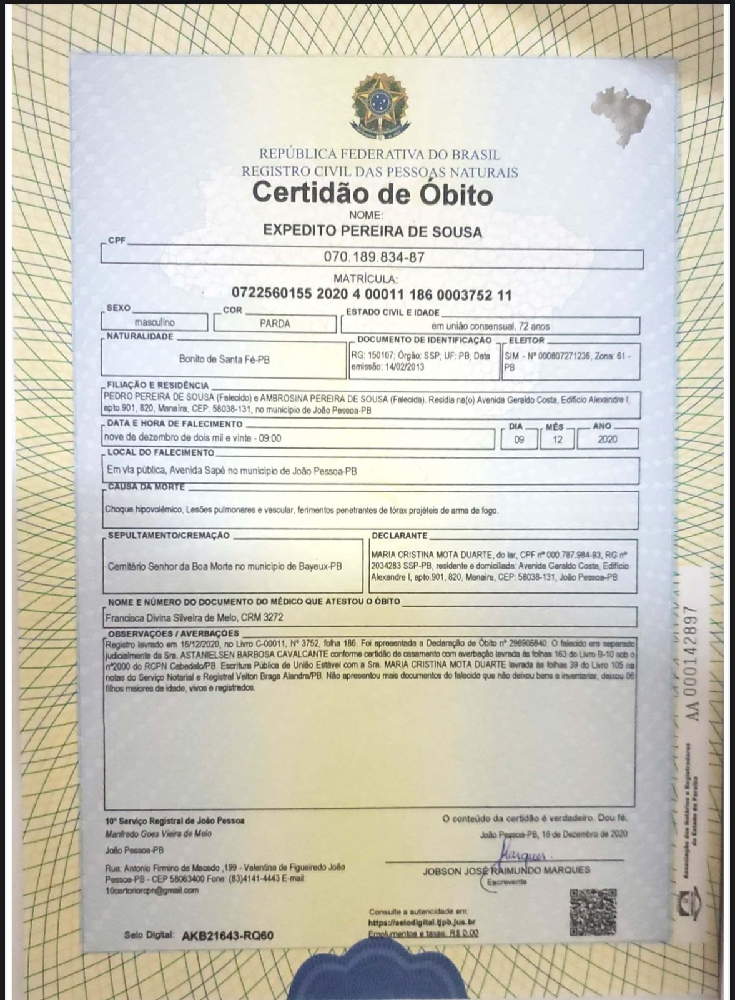 REPÚBLICA FEDERATIVA DO BRASIL
REGISTRO CIVIL DAS PESSOAS NATURAIS
Certidão de Óbito
NOME:
EXPEDITO PEREIRA DE SOUSA
CPF
070.189.834-87
MATRÍCULA:
0722560155 2020 4 00011 186 0003752 11
SEXO
masculino
COR
PARDA
ESTADO CIVIL E IDADE
em união consensual, 72 anos
NATURALIDADE
Bonito de Santa Fé-PB
DOCUMENTO DE IDENTIFICAÇÃO
RG: 150107; Órgão: SSP; UF: PB; Data
emissão: 14/02/2013
ELEITOR
SIM - Nº 000807271236, Zona: 61 -
PB
FILIAÇÃO E RESIDÊNCIA
PEDRO PEREIRA DE SOUSA (Falecido) e AMBROSINA PEREIRA DE SOUSA (Falecida). Residia na(o) Avenida Geraldo Costa, Edifício Alexandre I,
apto.901, 820, Manaira, CEP: 58038-131, no município de João Pessoa-PB
DATA E HORA DE FALECIMENTO
nove de dezembro de dois mil e vinte - 09:00
DIA
09
MÊS
12
ANO
2020
LOCAL DO FALECIMENTO
Em via pública, Avenida Sapé no município de João Pessoa-PB
CAUSA DA MORTE
Choque hipovolêmico, Lesões pulmonares e vascular, ferimentos penetrantes de tórax projéteis de arma de fogo.
SEPULTAMENTO/CREMAÇÃO
Cemitério Senhor da Boa Morte no município de Bayeux-PB
DECLARANTE
MARIA CRISTINA MOTA DUARTE, do lar, CPF nº 000.787.984-93, RG nº
2034283 SSP-PB, residente e domiciliada: Avenida Geraldo Costa, Edifício
Alexandre I, apto.901, 820, Manaira, CEP: 58038-131, João Pessoa-PB
NOME E NÚMERO DO DOCUMENTO DO MÉDICO QUE ATESTOU O ÓBITO
Francisca Divina Silveira de Melo, CRM 3272
OBSERVAÇÕES / AVERBAÇÕES
Registro lavrado em 16/12/2020, no Livro C-00011, Nº 3752, folha 186. Foi apresentada a Declaração de Óbito nº 296906840. O falecido era separado
judicialmente da Sra. ASTANIELSEN BARBOSA CAVALCANTE conforme certidão de casamento com averbação lavrada às folhas 163 do Livro B-10 sob o
nº2000 do RCPN Cabedelo/PB. Escritura Pública de União Estável com a Sra. MARIA CRISTINA MOTA DUARTE lavrada às folhas 39 do Livro 105 na
notas do Serviço Notarial e Registral Velton Braga Alandra/PB. Não apresentou mais documentos do falecido que não deixou bens a inventariar, deixou 06
filhos maiores de idade, vivos e registrados.
10º Serviço Registral de João Pessoa
Manfredo Goes Vieira de Melo
João Pessoa-PB
Rua: Antonio Firmino de Macedo ,199 - Valentina de Figueiredo João
Pessoa-PB - CEP 58063400 Fone: (83)4141-4443 E-mail:
10cartoriorcpn@gmail.com
O conteúdo da certidão é verdadeiro. Dou fé.
João Pessoa-PB, 16 de Dezembro de 2020
Marques.
JOBSON JOSÉ RAIMUNDO MARQUES
Escrevente
Consulte a autencidade em:
https://selodigital.tjpb.jus.br
Emolumentos e taxas: R$ 0,00
Selo Digital: AKB21643-RQ60
AA 000142897
Associação dos Notários e Registradores
do Estado da Paraíba